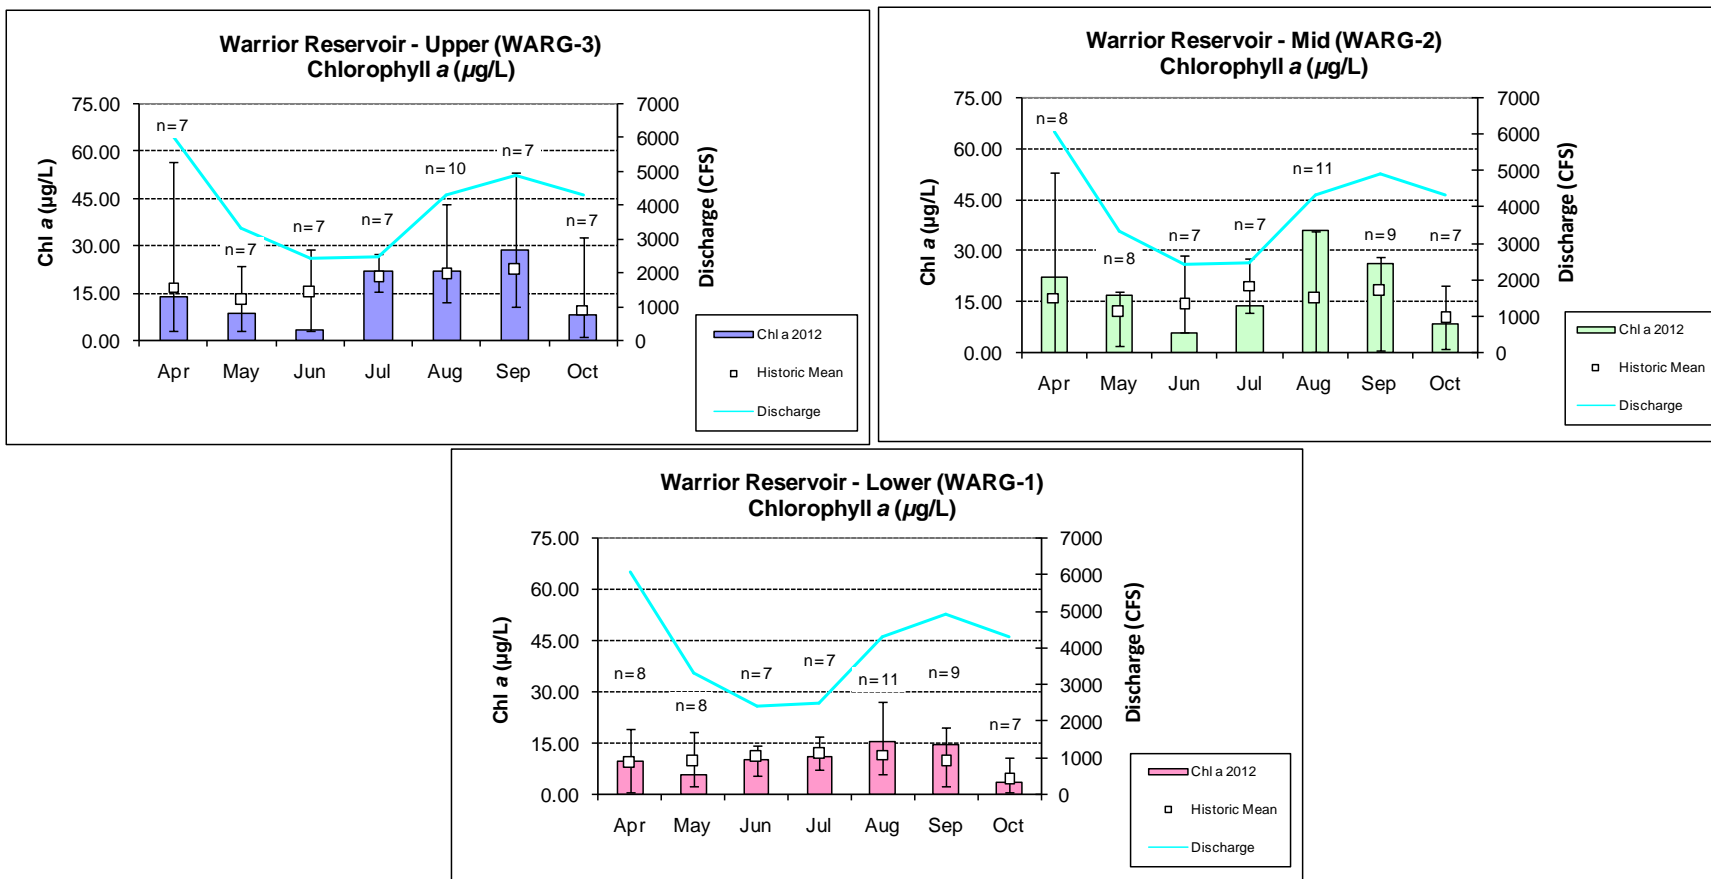 Warrior Reservoir - Upper (WARG-3)
Chlorophyll a (µg/L)
75.00
60.00
45.00
30.00
15.00
0.00
Chl a (µg/L)
7000
6000
5000
4000
3000
2000
1000
0
Discharge (CFS)
n=7
n=7
n=7
n=7
n=10
n=7
n=7
Apr May Jun Jul Aug Sep Oct
Chl a 2012
Historic Mean
Discharge
Warrior Reservoir - Mid (WARG-2)
Chlorophyll a (µg/L)
75.00
60.00
45.00
30.00
15.00
0.00
Chl a (µg/L)
7000
6000
5000
4000
3000
2000
1000
0
Discharge (CFS)
n=8
n=8
n=7
n=7
n=11
n=9
n=7
Apr May Jun Jul Aug Sep Oct
Chl a 2012
Historic Mean
Discharge
Warrior Reservoir - Lower (WARG-1)
Chlorophyll a (µg/L)
75.00
60.00
45.00
30.00
15.00
0.00
Chl a (µg/L)
7000
6000
5000
4000
3000
2000
1000
0
Discharge (CFS)
n=8
n=8
n=7
n=7
n=11
n=9
n=7
Apr May Jun Jul Aug Sep Oct
Chl a 2012
Historic Mean
Discharge